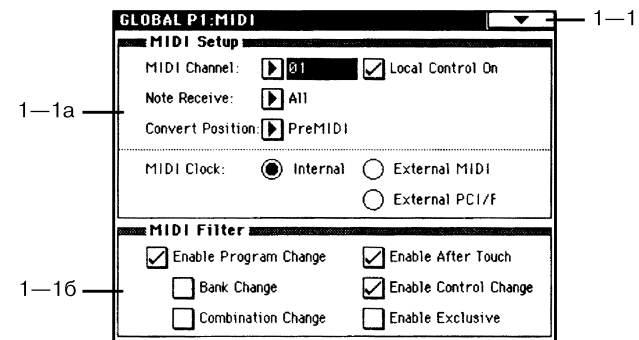 GLOBAL P1:MIDI
1—1
MIDI Setup
MIDI Channel: 01 Local Control On
Note Receive: All
1—1а
Convert Position: PreMIDI
MIDI Clock: Internal External MIDI
External PCI/F
MIDI Filter
Enable Program Change Enable After Touch
1—1б Bank Change Enable Control Change
Combination Change Enable Exclusive